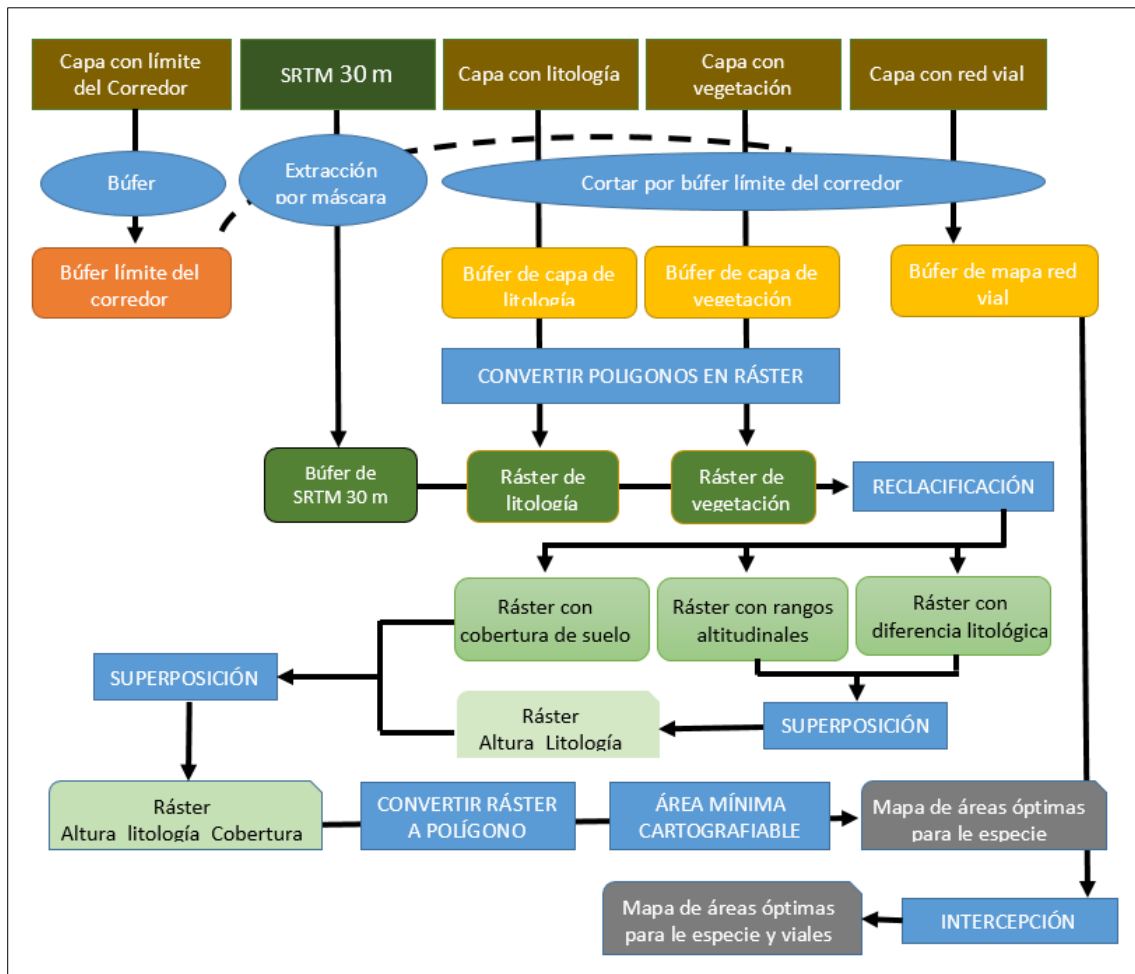 Capa con límite
del Corredor
SRTM 30 m
Capa con litología
Capa con
vegetación
Capa con red vial
Búfer
Extracción
por máscara
Cortar por búfer límite del corredor
Búfer límite del
corredor
Búfer de capa de
litología
Búfer de capa de
vegetación
Búfer de mapa red
vial
CONVERTIR POLIGONOS EN RÁSTER
Búfer de
SRTM 30 m
Ráster de
litología
Ráster de
vegetación
RECLACIFICACIÓN
Ráster con
cobertura de suelo
Ráster con rangos
altitudinales
Ráster con
diferencia litológica
SUPERPOSICIÓN
Ráster
Altura_Litología
SUPERPOSICIÓN
Ráster
Altura_litología_Cobertura
CONVERTIR RÁSTER
A POLÍGONO
ÁREA MÍNIMA
CARTOGRAFIABLE
Mapa de áreas óptimas
para le especie
Mapa de áreas óptimas
para le especie y viales
INTERCEPCIÓN